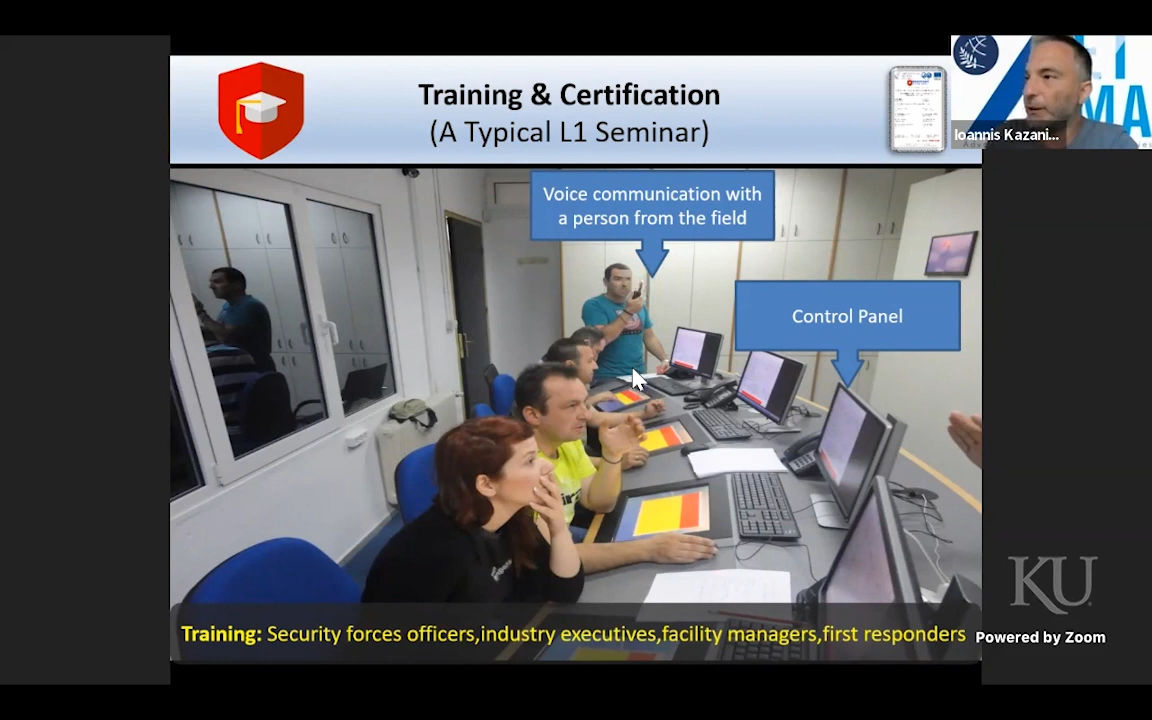 Training & Certification
(A Typical L1 Seminar)
MA
Ioannis Kazani...
Voice communication with
a person from the field
Control Panel
KU
Training: Security forces officers,industry executives,facility managers,first responders
Powered by Zoom